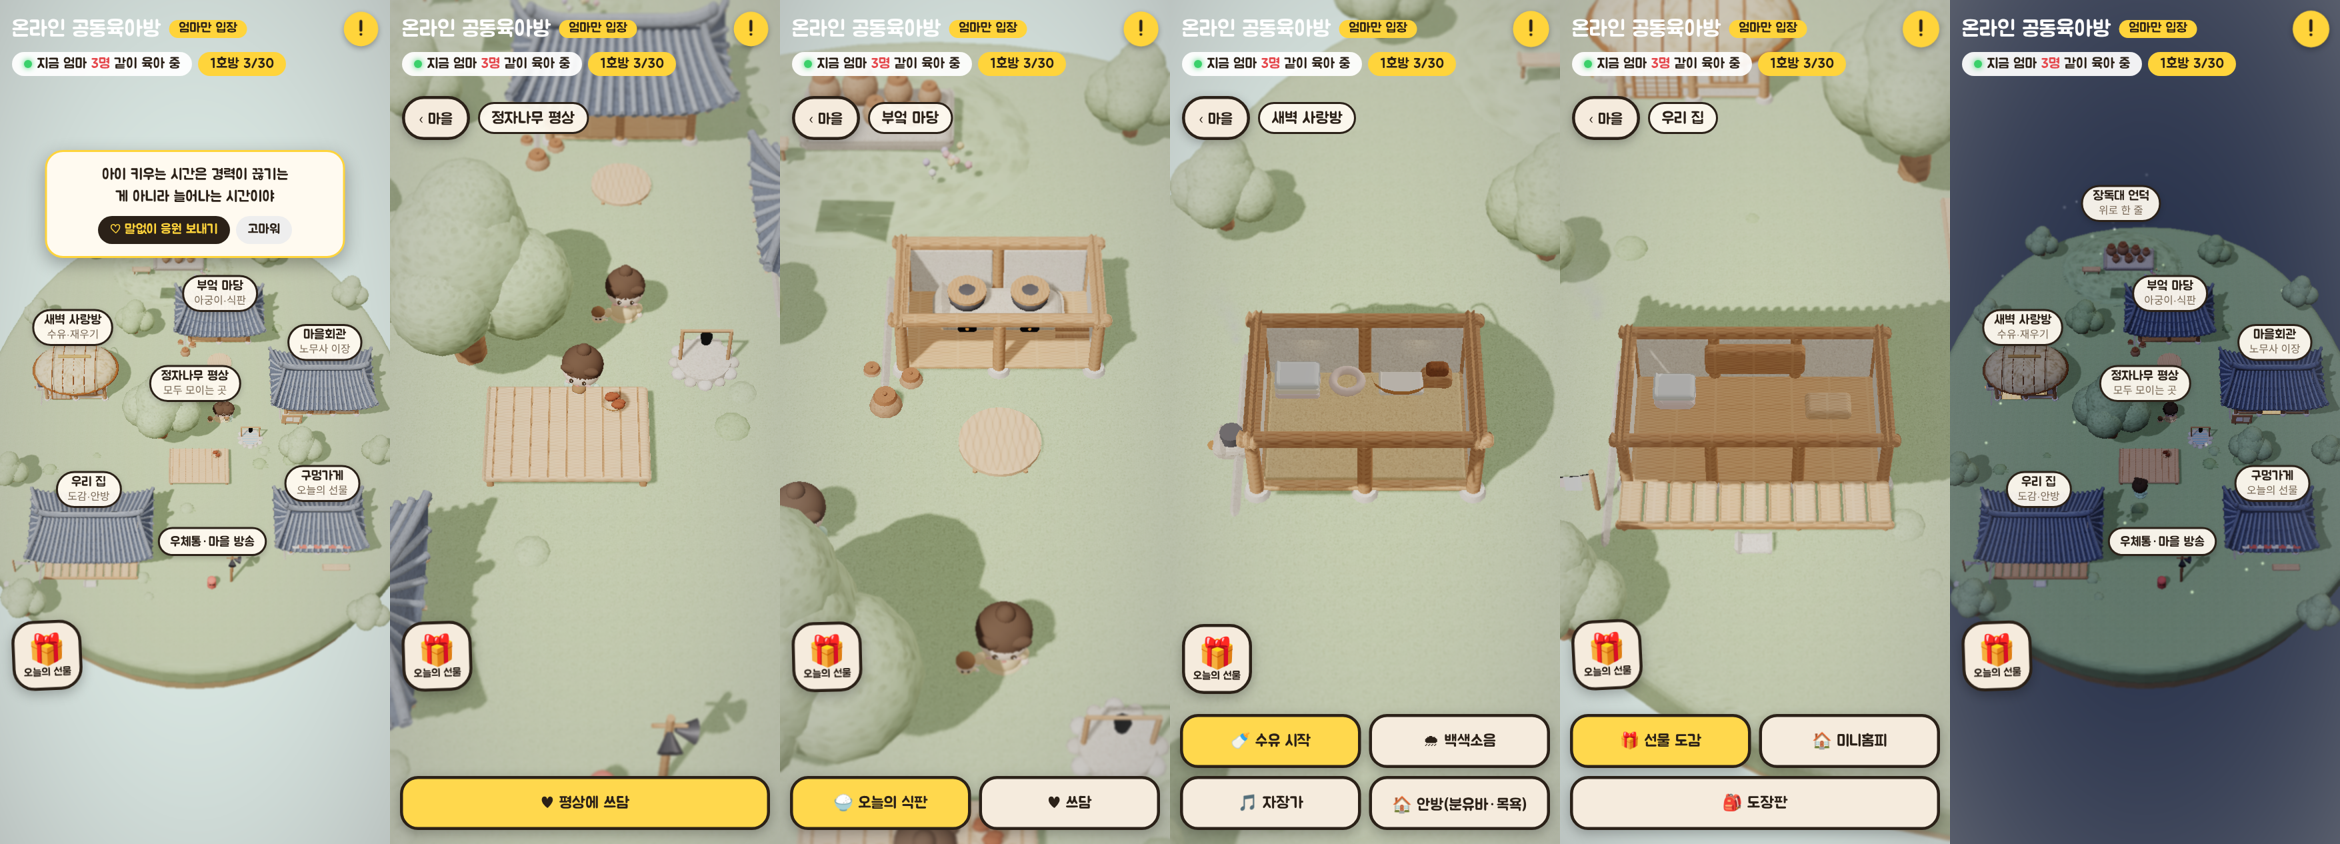 온라인 공동육아방 엄마만 입장 !
지금 엄마 3명 같이 육아 중 1호방 3/30
아이 키우는 시간은 경력이 끊기는
게 아니라 늘어나는 시간이야
♡ 말없이 응원 보내기 고마워
부엌 마당
아궁이·식판
새벽 사랑방
수유·재우기
마을회관
노무사 이장
정자나무 평상
모두 모이는 곳
우리 집
도감·안방
구멍가게
오늘의 선물
우체통·마을 방송
오늘의 선물
온라인 공동육아방 엄마만 입장 !
지금 엄마 3명 같이 육아 중 1호방 3/30
‹ 마을 정자나무 평상
오늘의 선물
♥ 평상에 쓰담
온라인 공동육아방 엄마만 입장 !
지금 엄마 3명 같이 육아 중 1호방 3/30
‹ 마을 부엌 마당
오늘의 선물
🍚 오늘의 식판 ♥ 쓰담
온라인 공동육아방 엄마만 입장 !
지금 엄마 3명 같이 육아 중 1호방 3/30
‹ 마을 새벽 사랑방
오늘의 선물
🍼 수유 시작 🌧 백색소음
🎵 자장가 🏠 안방(분유바·목욕)
온라인 공동육아방 엄마만 입장 !
지금 엄마 3명 같이 육아 중 1호방 3/30
‹ 마을 우리 집
오늘의 선물
🎁 선물 도감 🏠 미니홈피
🎒 도장판
온라인 공동육아방 엄마만 입장 !
지금 엄마 3명 같이 육아 중 1호방 3/30
장독대 언덕
위로 한 줄
부엌 마당
아궁이·식판
새벽 사랑방
수유·재우기
마을회관
노무사 이장
정자나무 평상
모두 모이는 곳
우리 집
도감·안방
구멍가게
오늘의 선물
우체통·마을 방송
오늘의 선물